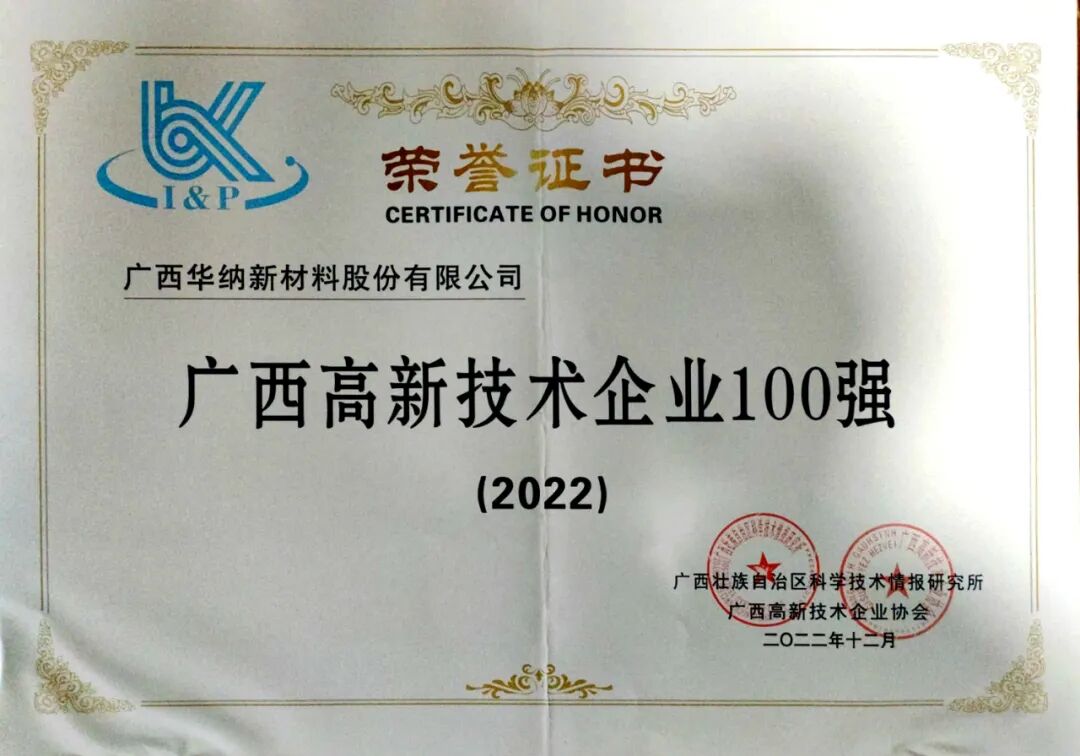 I&P
荣誉证书
CERTIFICATE OF HONOR
广西华纳新材料股份有限公司
广西高新技术企业100强
(2022)
广西壮族自治区科学技术情报研究所
广西高新技术企业协会
二〇二二年十二月